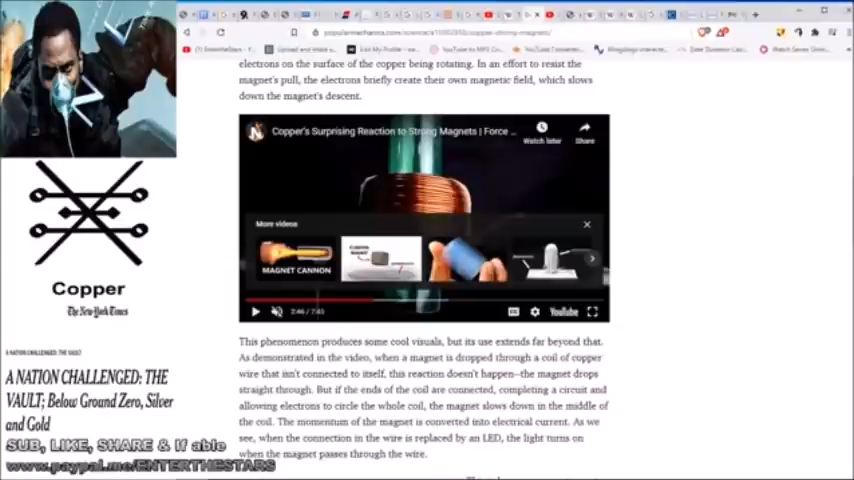 popularmechanics.com/science/a
copper-strong-magnets/
electrons on the surface of the copper being rotating. In an effort to resist the
magnet's pull, the electrons briefly create their own magnetic field, which slows
down the magnet's descent.
Copper's Surprising Reaction to Strong Magnets | Force ...
Watch later
Share
More videos
MAGNET CANNON
2:46 / 7:45
YouTube
This phenomenon produces some cool visuals, but its use extends far beyond that.
As demonstrated in the video, when a magnet is dropped through a coil of copper
wire that isn't connected to itself, this reaction doesn't happen—the magnet drops
straight through. But if the ends of the coil are connected, completing a circuit and
allowing electrons to circle the whole coil, the magnet slows down in the middle of
the coil. The momentum of the magnet is converted into electrical current. As we
see, when the connection in the wire is replaced by an LED, the light turns on
when the magnet passes through the wire.
Copper
The New York Times
A NATION CHALLENGED: THE VAULT
A NATION CHALLENGED: THE
VAULT; Below Ground Zero, Silver
and Gold
SUB, LIKE, SHARE & If able
www.paypal.me/ENTERTHESTARS